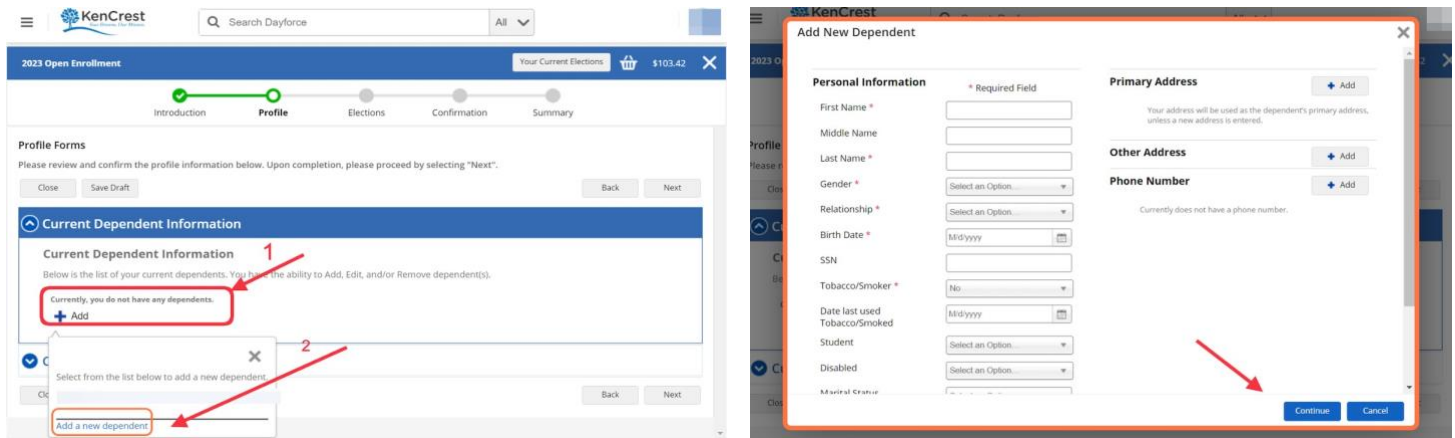 KenCrest
Search Dayforce
All
2023 Open Enrollment
Your Current Elections
$103.42
Introduction
Profile
Elections
Confirmation
Summary
Profile Forms
Please review and confirm the profile information below. Upon completion, please proceed by selecting "Next".
Close
Save Draft
Back
Next
Current Dependent Information
1
Current Dependent Information
Below is the list of your current dependents. You have the ability to Add, Edit, and/or Remove dependent(s).
Currently, you do not have any dependents.
Add
2
Select from the list below to add a new dependent.
Back
Next
Add a new dependent
KenCrest
Add New Dependent
2023 O
Personal Information
* Required Field
First Name *
Middle Name
Last Name *
Gender *
Select an Option...
Relationship *
Select an Option...
Birth Date *
M/d/yyyy
SSN
Tobacco/Smoker *
No
Date last used
Tobacco/Smoked
M/d/yyyy
Student
Select an Option...
Disabled
Select an Option...
Marital Status
Primary Address
Add
Your address will be used as the dependent's primary address,
unless a new address is entered.
Other Address
Add
Phone Number
Add
Currently does not have a phone number.
Continue
Cancel